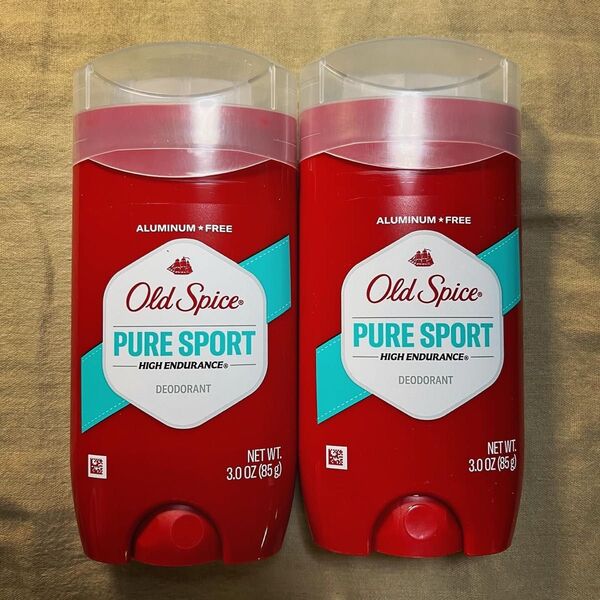 ALUMINUM★FREE
Old Spice®
PURE SPORT
HIGH ENDURANCE®
DEODORANT
NET WT.
3.0 OZ (85 g)
ALUMINUM★FREE
Old Spice®
PURE SPORT
HIGH ENDURANCE®
DEODORANT
NET WT.
3.0 OZ (85 g)